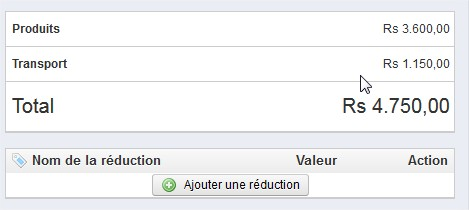 Produits Rs 3.600,00
Transport Rs 1.150,00
Total Rs 4.750,00
Nom de la réduction Valeur Action
Ajouter une réduction